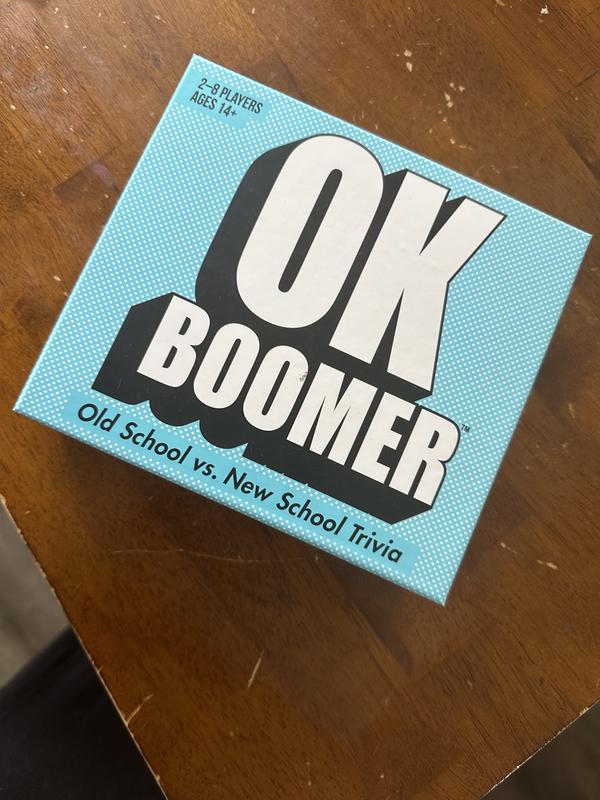 2–8 PLAYERS
AGES 14+
OK
BOOMER™
Old School vs. New School Trivia